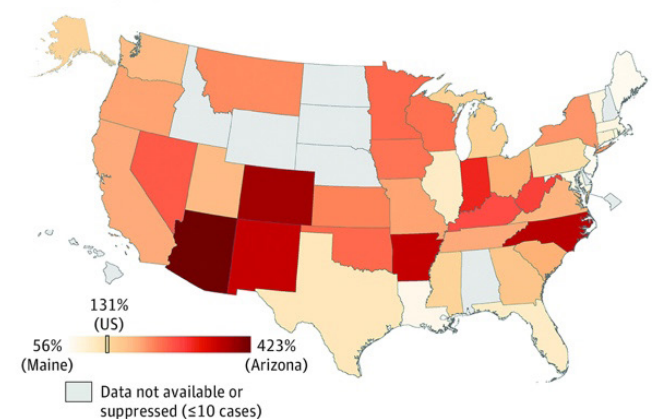 131%
(US)
56%
(Maine)
423%
(Arizona)
Data not available or
suppressed (≤10 cases)